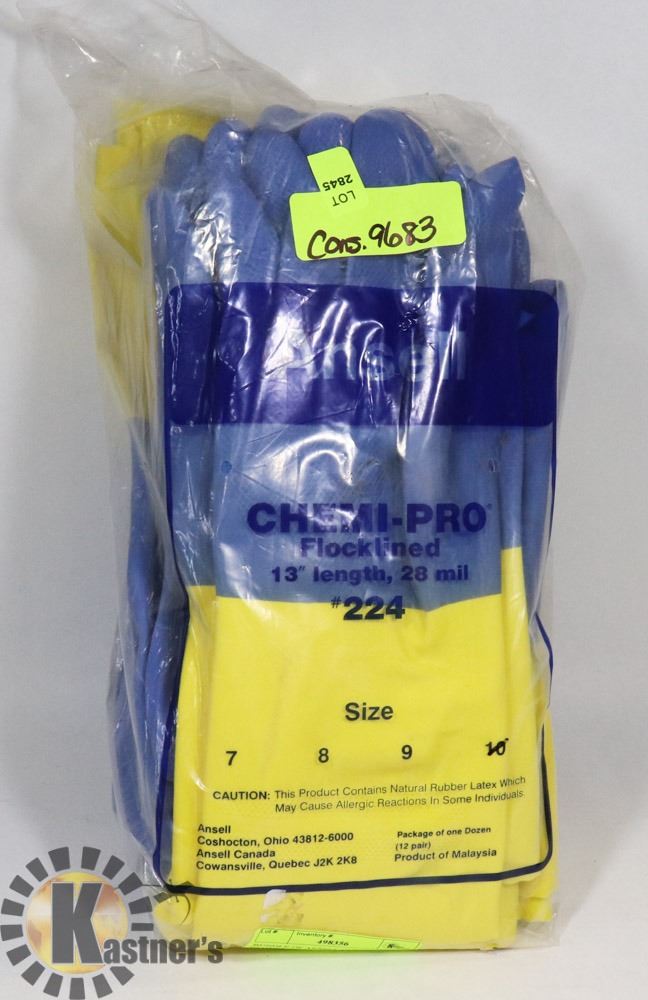 LOT
2845
Cons. 9683
Ansell
CHEMI-PRO®
Flocklined
13" length, 28 mil
#224
Size
7 8 9 10
CAUTION: This Product Contains Natural Rubber Latex Which
May Cause Allergic Reactions In Some Individuals.
Ansell
Coshocton, Ohio 43812-6000
Ansell Canada
Cowansville, Quebec J2K 2K8
Package of one Dozen
(12 pair)
Product of Malaysia
Lot # Inventory #
498356
Kastner's